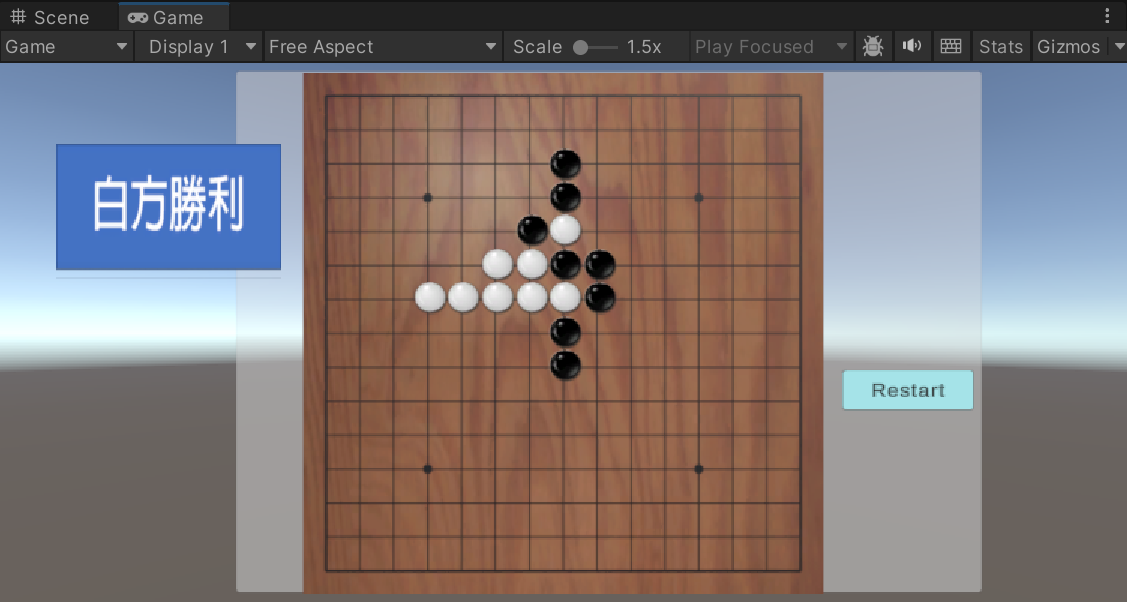 Scene Game
Game Display 1 Free Aspect Scale 1.5x Play Focused Stats Gizmos
白方勝利
Restart